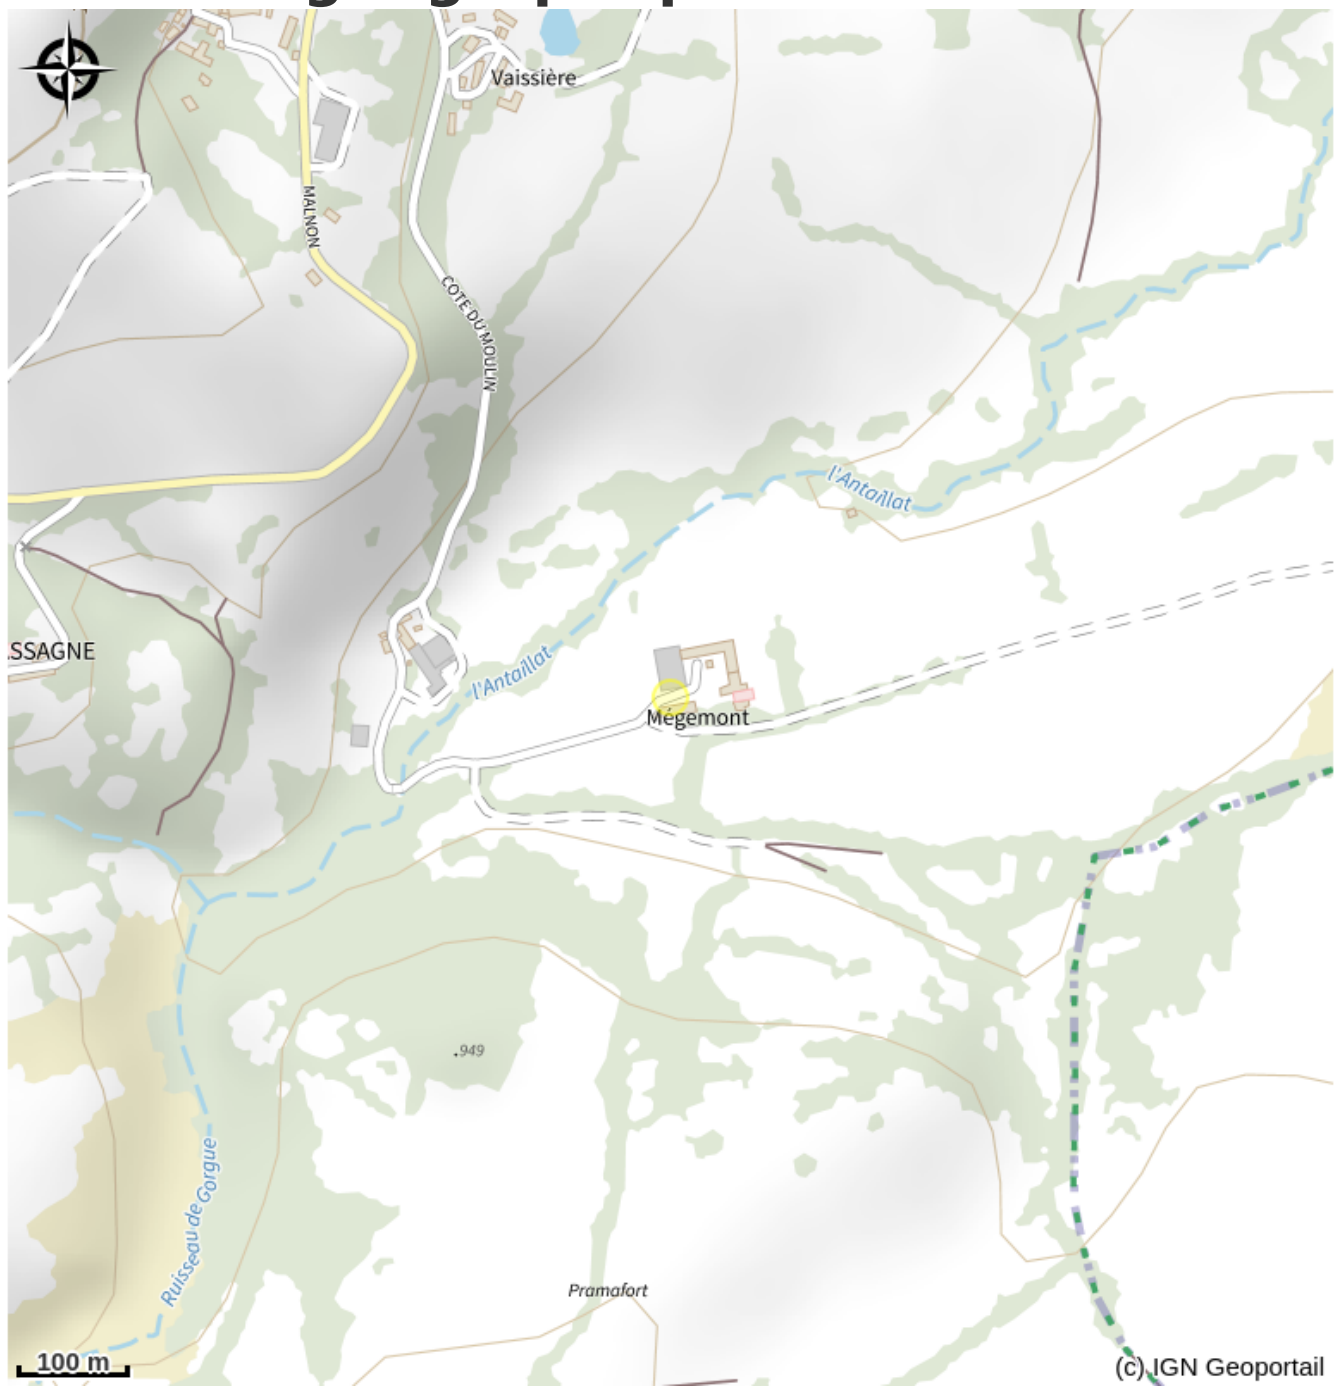 Vaissière
MALNON
COTE DU MOULIN
l'Antaillat
SSAGNE
l'Antaillat
Mégemont
.949
Ruisseau de Gorgue
Pramafort
100 m
(c) IGN Geoportail